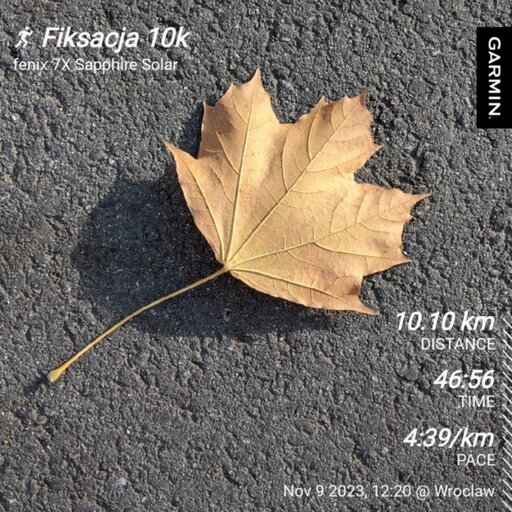 Fiksacja 10k
fenix 7X Sapphire Solar
GARMIN.
10.10 km
DISTANCE
46:56
TIME
4:39/km
PACE
Nov 9 2023, 12:20 @ Wroclaw